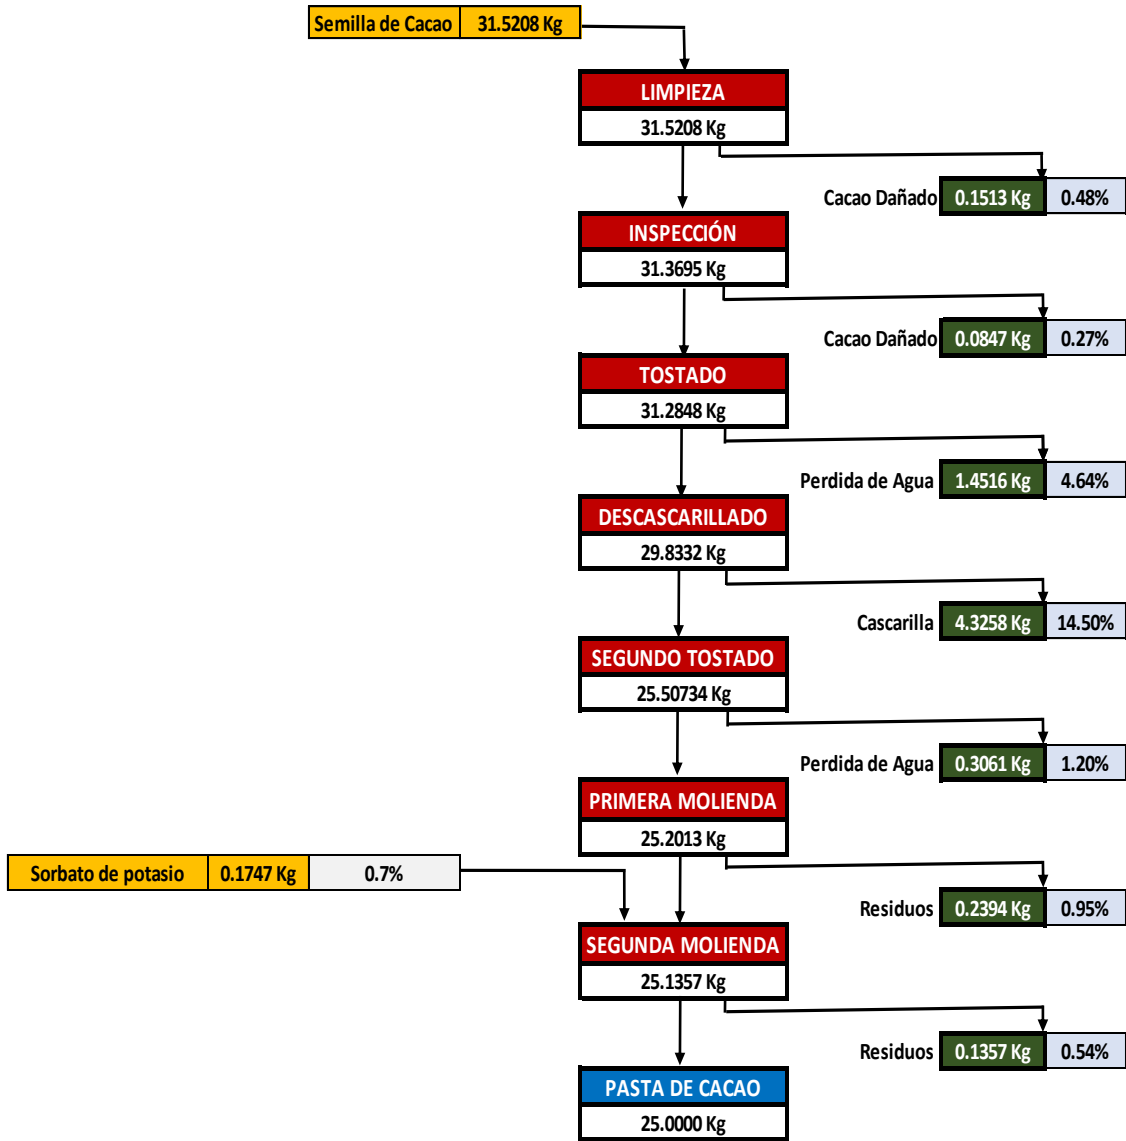 Semilla de Cacao 31.5208 Kg
LIMPIEZA
31.5208 Kg
Cacao Dañado 0.1513 Kg 0.48%
INSPECCIÓN
31.3695 Kg
Cacao Dañado 0.0847 Kg 0.27%
TOSTADO
31.2848 Kg
Perdida de Agua 1.4516 Kg 4.64%
DESCASCARILLADO
29.8332 Kg
Cascarilla 4.3258 Kg 14.50%
SEGUNDO TOSTADO
25.50734 Kg
Perdida de Agua 0.3061 Kg 1.20%
PRIMERA MOLIENDA
25.2013 Kg
Sorbato de potasio 0.1747 Kg 0.7%
Residuos 0.2394 Kg 0.95%
SEGUNDA MOLIENDA
25.1357 Kg
Residuos 0.1357 Kg 0.54%
PASTA DE CACAO
25.0000 Kg